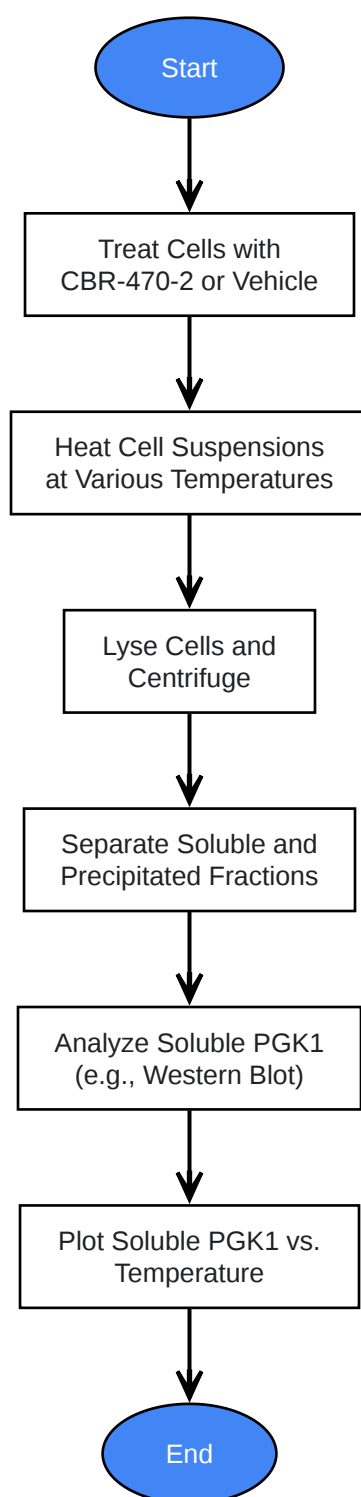 Start
Treat Cells with
CBR-470-2 or Vehicle
Heat Cell Suspensions
at Various Temperatures
Lyse Cells and
Centrifuge
Separate Soluble and
Precipitated Fractions
Analyze Soluble PGK1
(e.g., Western Blot)
Plot Soluble PGK1 vs.
Temperature
End